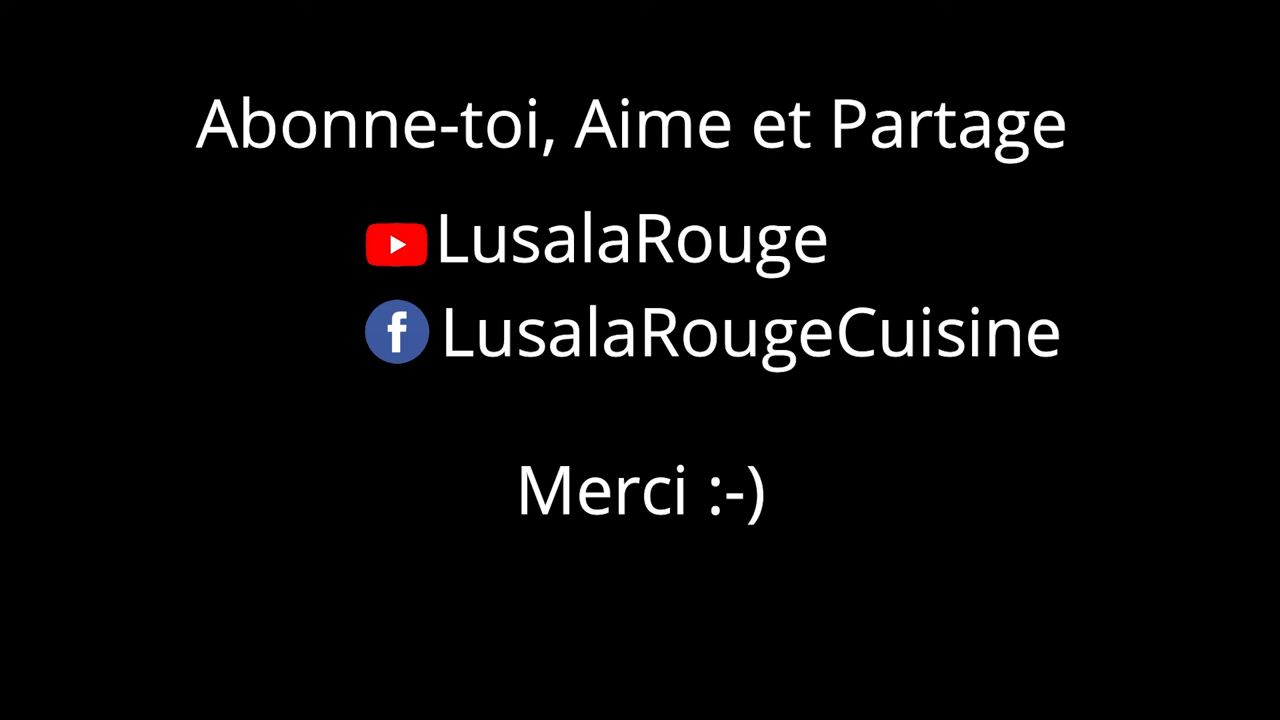 Abonne-toi, Aime et Partage
LusalaRouge
LusalaRougeCuisine
Merci :-)